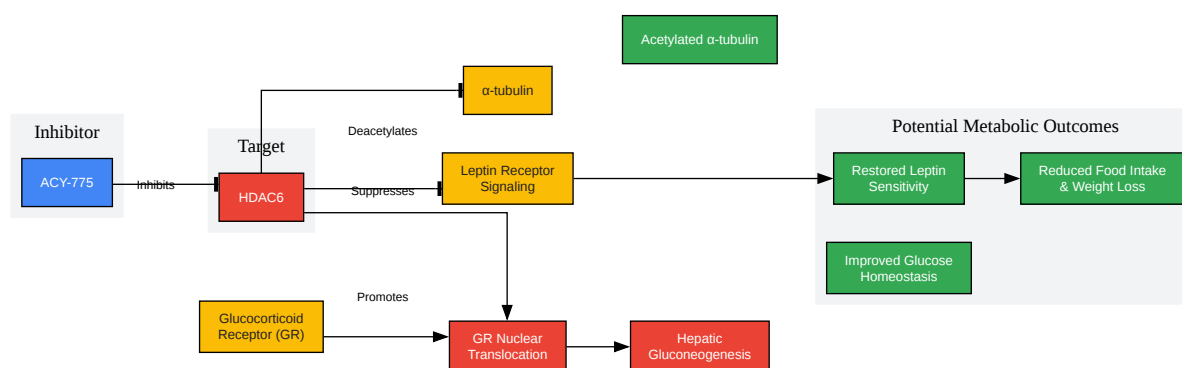 Acetylated α-tubulin
α-tubulin
Inhibitor
Target
Deacetylates
Potential Metabolic Outcomes
ACY-775
Inhibits
HDAC6
Suppresses
Leptin Receptor
Signaling
Restored Leptin
Sensitivity
Reduced Food Intake
& Weight Loss
Improved Glucose
Homeostasis
Promotes
Glucocorticoid
Receptor (GR)
GR Nuclear
Translocation
Hepatic
Gluconeogenesis